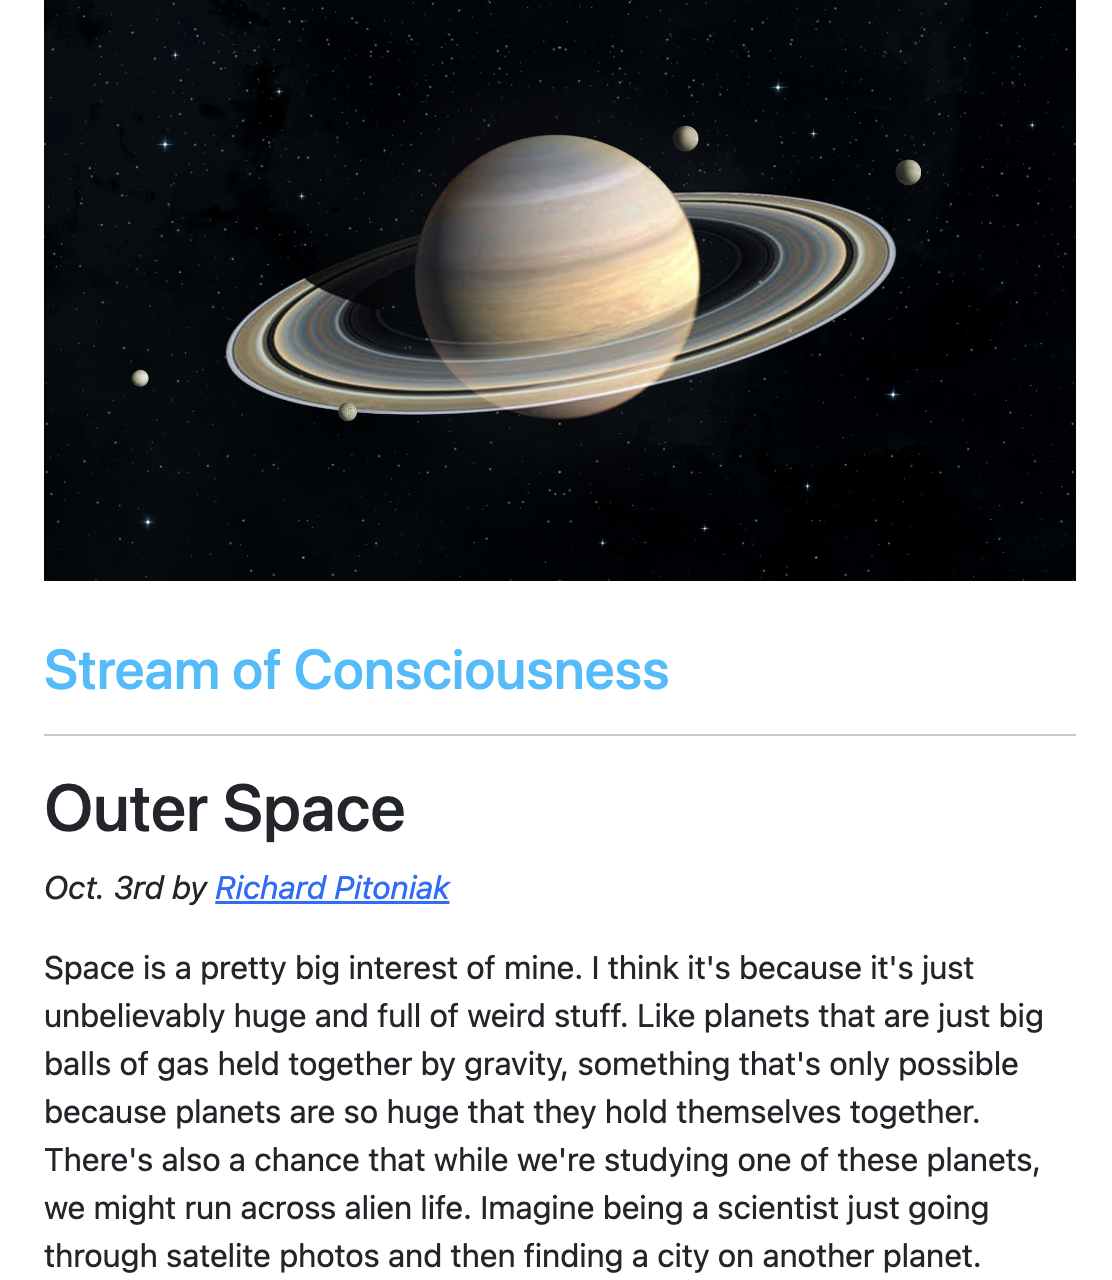 Stream of Consciousness
Outer Space
Oct. 3rd by Richard Pitoniak
Space is a pretty big interest of mine. I think it's because it's just
unbelievably huge and full of weird stuff. Like planets that are just big
balls of gas held together by gravity, something that's only possible
because planets are so huge that they hold themselves together.
There's also a chance that while we're studying one of these planets,
we might run across alien life. Imagine being a scientist just going
through satelite photos and then finding a city on another planet.